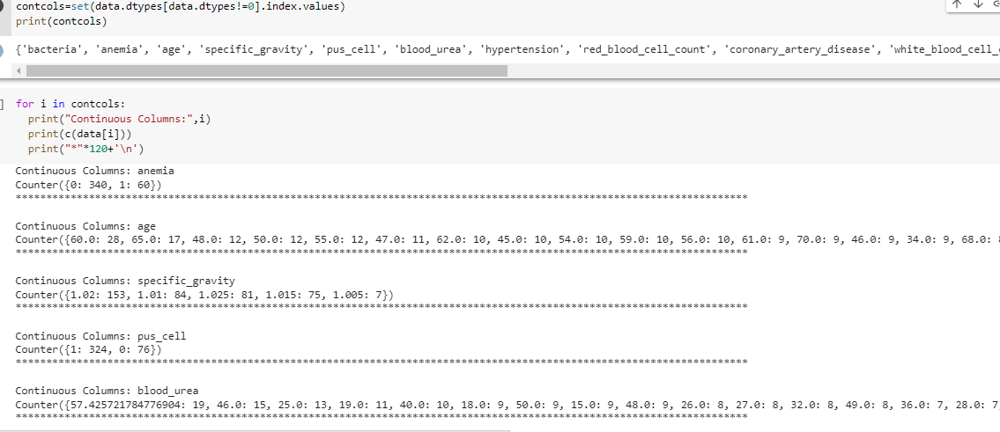 contcols=set(data.dtypes[data.dtypes!=0].index.values)
print(contcols)
{'bacteria', 'anemia', 'age', 'specific_gravity', 'pus_cell', 'blood_urea', 'hypertension', 'red_blood_cell_count', 'coronary_artery_disease', 'white_blood_cell_
] for i in contcols:
print("Continuous Columns:",i)
print(c(data[i]))
print("*"*120+'\n')
Continuous Columns: anemia
Counter({0: 340, 1: 60})
************************************************************************************************************************
Continuous Columns: age
Counter({60.0: 28, 65.0: 17, 48.0: 12, 50.0: 12, 55.0: 12, 47.0: 11, 62.0: 10, 45.0: 10, 54.0: 10, 59.0: 10, 56.0: 10, 61.0: 9, 70.0: 9, 46.0: 9, 34.0: 9, 68.0:
************************************************************************************************************************
Continuous Columns: specific_gravity
Counter({1.02: 153, 1.01: 84, 1.025: 81, 1.015: 75, 1.005: 7})
************************************************************************************************************************
Continuous Columns: pus_cell
Counter({1: 324, 0: 76})
************************************************************************************************************************
Continuous Columns: blood_urea
Counter({57.425721784776904: 19, 46.0: 15, 25.0: 13, 19.0: 11, 40.0: 10, 18.0: 9, 50.0: 9, 15.0: 9, 48.0: 9, 26.0: 8, 27.0: 8, 32.0: 8, 49.0: 8, 36.0: 7, 28.0: 7,
************************************************************************************************************************